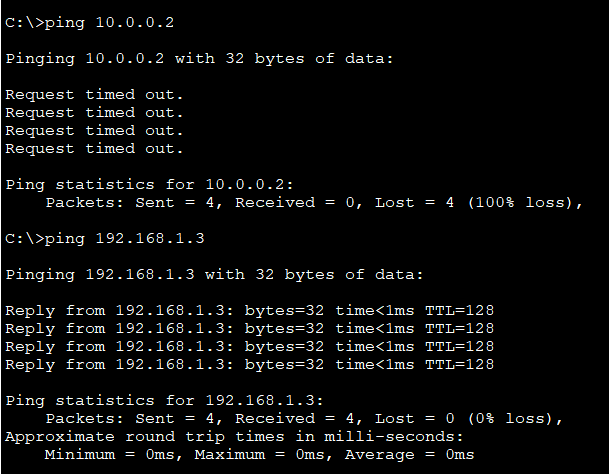 C:\>ping 10.0.0.2
Pinging 10.0.0.2 with 32 bytes of data:
Request timed out.
Request timed out.
Request timed out.
Request timed out.
Ping statistics for 10.0.0.2:
    Packets: Sent = 4, Received = 0, Lost = 4 (100% loss),
C:\>ping 192.168.1.3
Pinging 192.168.1.3 with 32 bytes of data:
Reply from 192.168.1.3: bytes=32 time<1ms TTL=128
Reply from 192.168.1.3: bytes=32 time<1ms TTL=128
Reply from 192.168.1.3: bytes=32 time<1ms TTL=128
Reply from 192.168.1.3: bytes=32 time<1ms TTL=128
Ping statistics for 192.168.1.3:
    Packets: Sent = 4, Received = 4, Lost = 0 (0% loss),
Approximate round trip times in milli-seconds:
    Minimum = 0ms, Maximum = 0ms, Average = 0ms